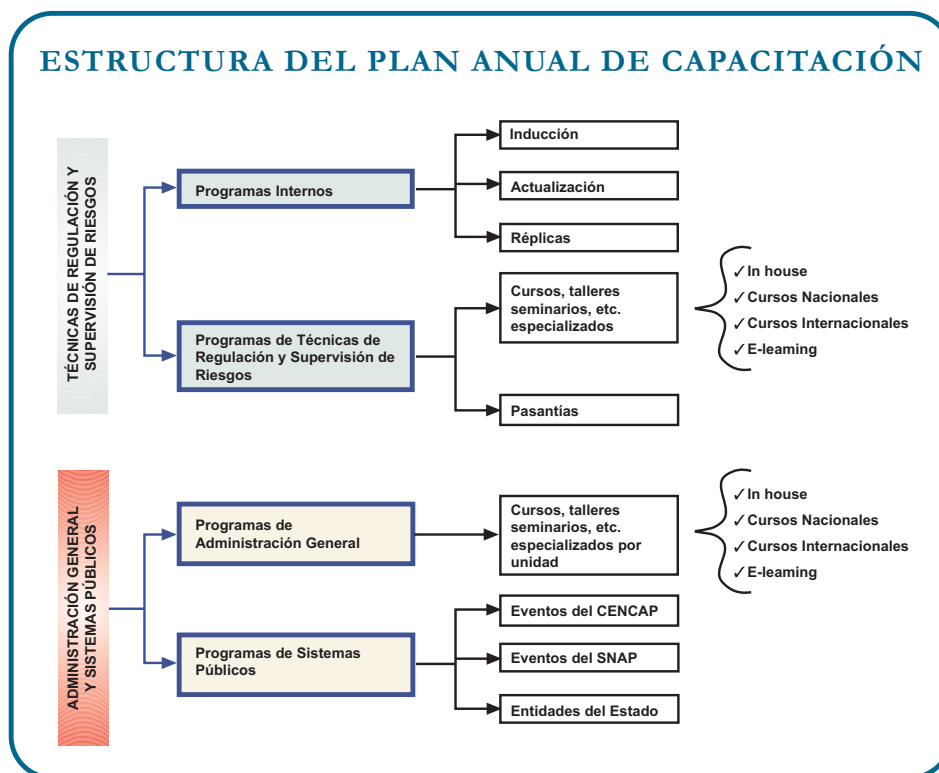 ESTRUCTURA DEL PLAN ANUAL DE CAPACITACIÓN
TÉCNICAS DE REGULACIÓN Y
SUPERVISIÓN DE RIESGOS
Programas Internos
Inducción
Actualización
Réplicas
Programas de Técnicas de
Regulación y Supervisión de
Riesgos
Cursos, talleres
seminarios, etc.
especializados
✓In house
✓Cursos Nacionales
✓Cursos Internacionales
✓E-leaming
Pasantías
ADMINISTRACIÓN GENERAL
Y SISTEMAS PÚBLICOS
Programas de
Administración General
Cursos, talleres
seminarios, etc.
especializados por
unidad
✓In house
✓Cursos Nacionales
✓Cursos Internacionales
✓E-leaming
Programas de Sistemas
Públicos
Eventos del CENCAP
Eventos del SNAP
Entidades del Estado